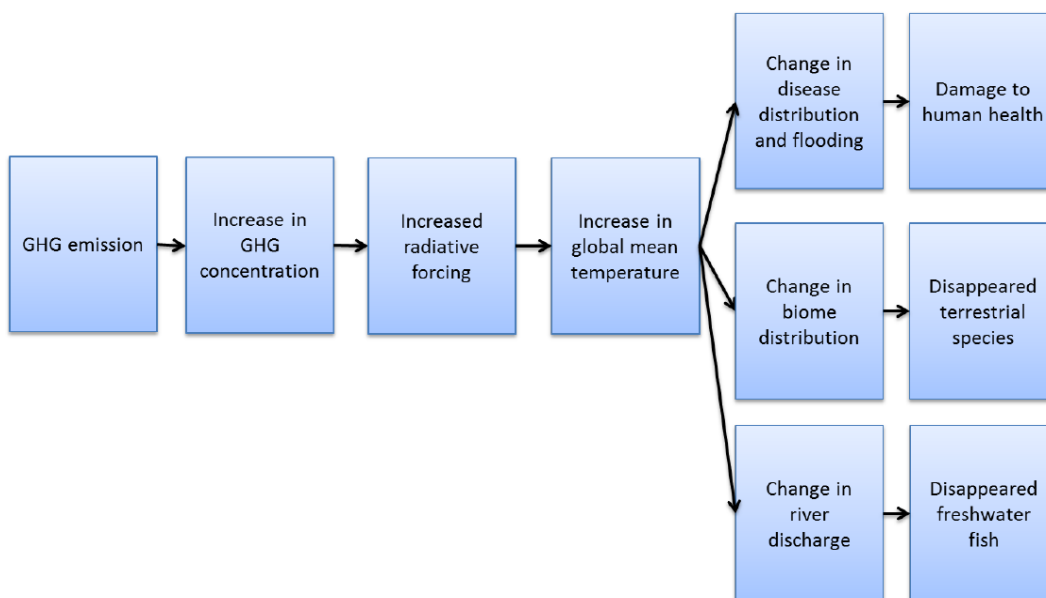 GHG emission
Increase in
GHG
concentration
Increased
radiative
forcing
Increase in
global mean
temperature
Change in
disease
distribution
and flooding
Damage to
human health
Change in
biome
distribution
Disappeared
terrestrial
species
Change in
river
discharge
Disappeared
freshwater
fish